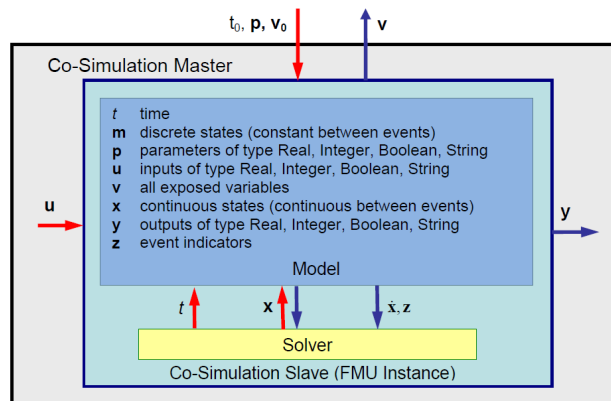 t₀, p, v₀
v
Co-Simulation Master
t time
m discrete states (constant between events)
p parameters of type Real, Integer, Boolean, String
u inputs of type Real, Integer, Boolean, String
v all exposed variables
x continuous states (continuous between events)
y outputs of type Real, Integer, Boolean, String
z event indicators
u
y
Model
t
x
ẋ, z
Solver
Co-Simulation Slave (FMU Instance)